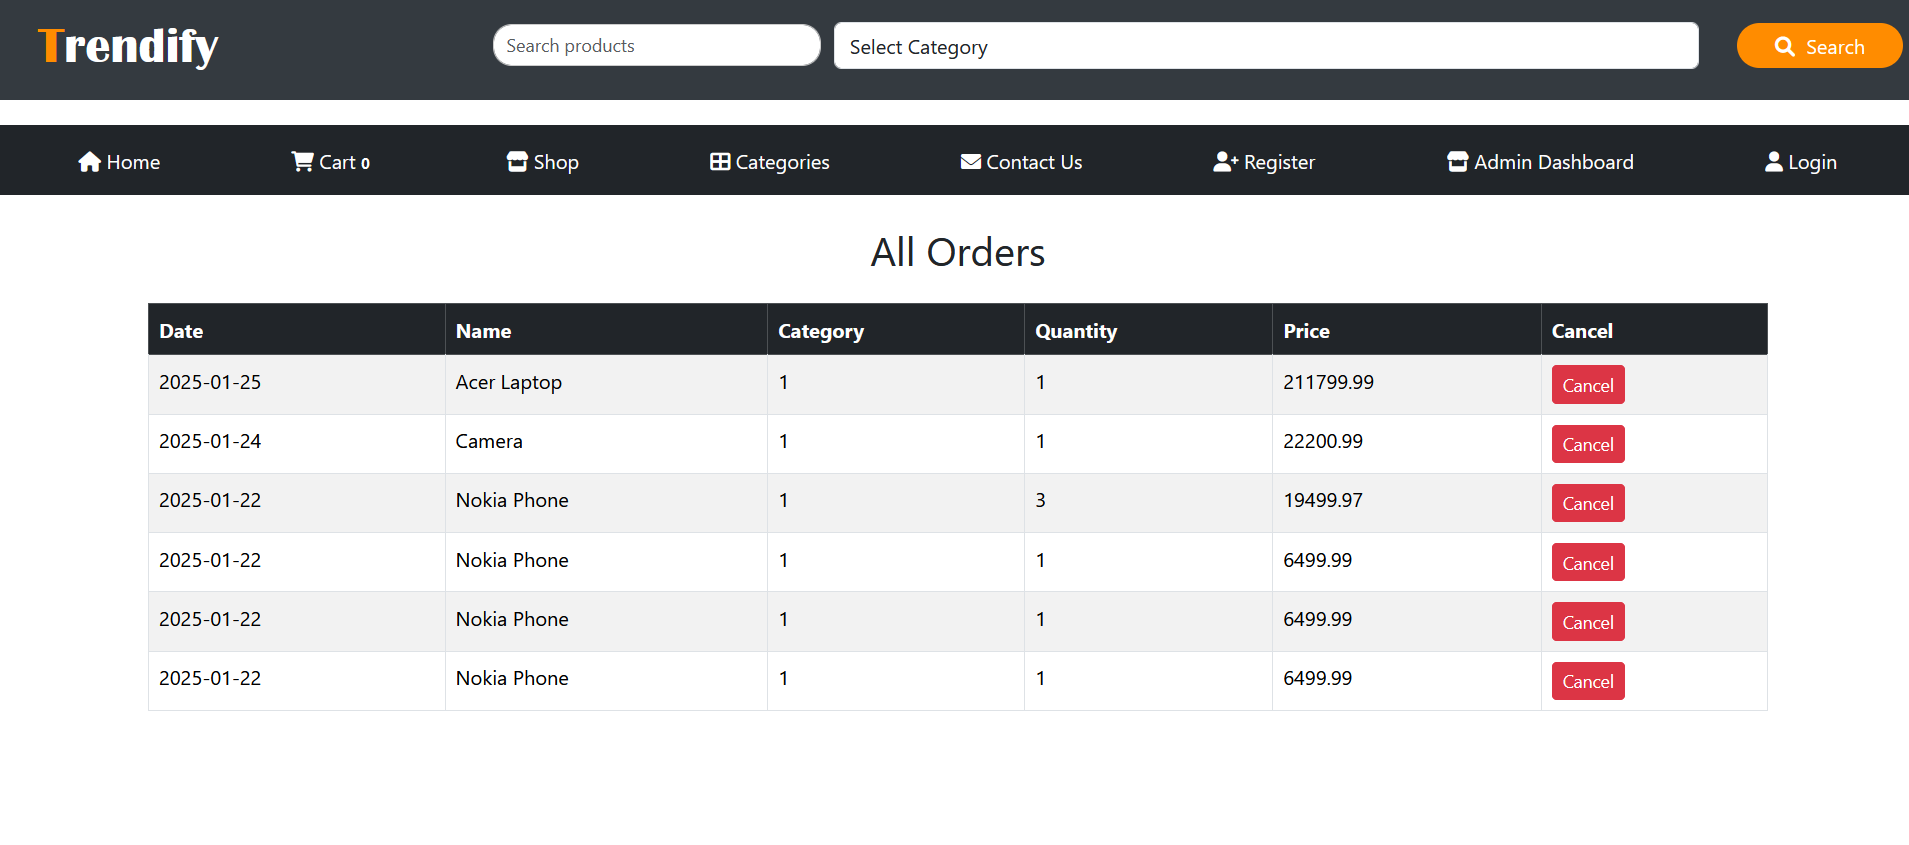 Trendify Search products Select Category Search
Home Cart 0 Shop Categories Contact Us Register Admin Dashboard Login
All Orders
Date Name Category Quantity Price Cancel
2025-01-25 Acer Laptop 1 1 211799.99 Cancel
2025-01-24 Camera 1 1 22200.99 Cancel
2025-01-22 Nokia Phone 1 3 19499.97 Cancel
2025-01-22 Nokia Phone 1 1 6499.99 Cancel
2025-01-22 Nokia Phone 1 1 6499.99 Cancel
2025-01-22 Nokia Phone 1 1 6499.99 Cancel